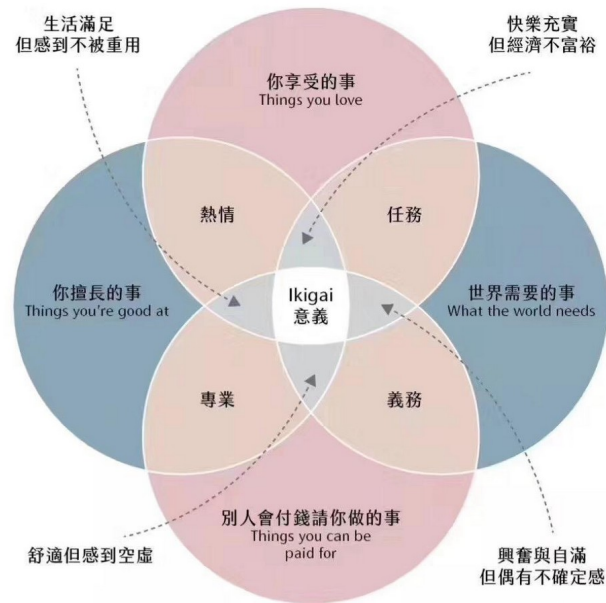 生活滿足
但感到不被重用
快樂充實
但經濟不富裕
你享受的事
Things you love
熱情
任務
你擅長的事
Things you're good at
Ikigai
意義
世界需要的事
What the world needs
專業
義務
別人會付錢請你做的事
Things you can be
paid for
舒適但感到空虛
興奮與自滿
但偶有不確定感